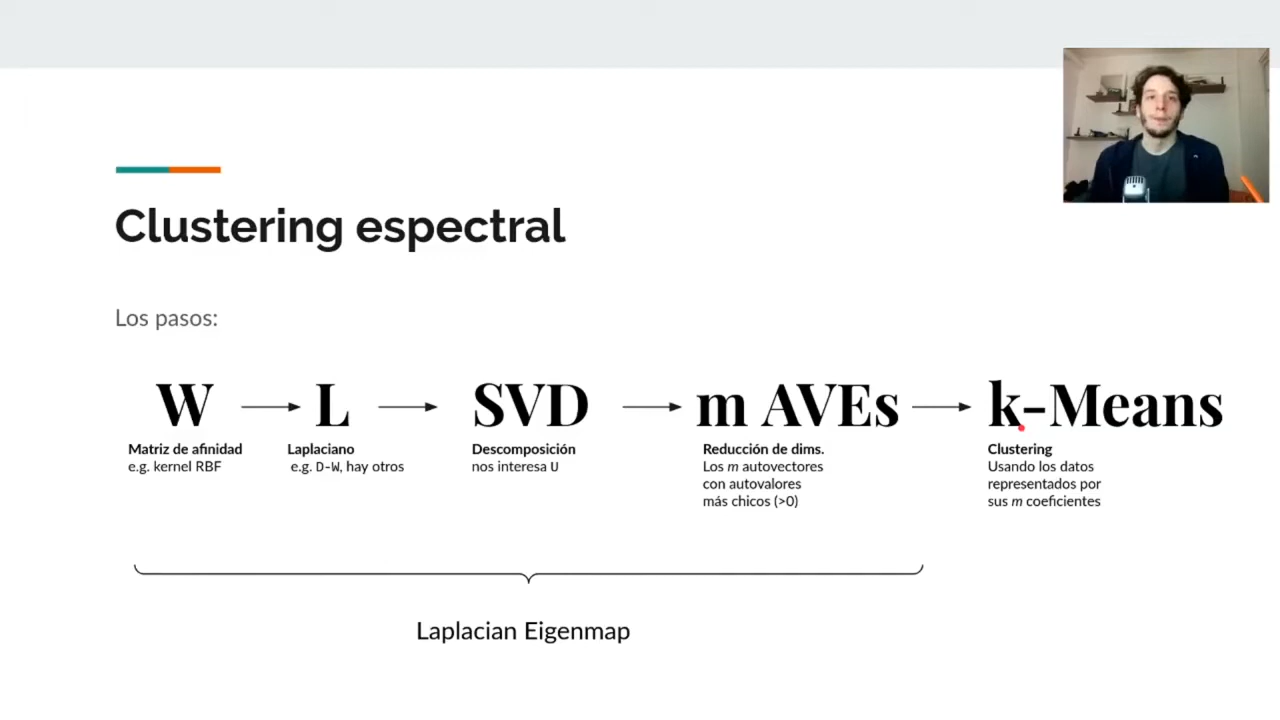 Clustering espectral
Los pasos:
W → L → SVD → m AVEs → k-Means
Matriz de afinidad
e.g. kernel RBF
Laplaciano
e.g. D-W, hay otros
Descomposición
nos interesa U
Reducción de dims.
Los m autovectores
con autovalores
más chicos (>0)
Clustering
Usando los datos
representados por
sus m coeficientes
Laplacian Eigenmap